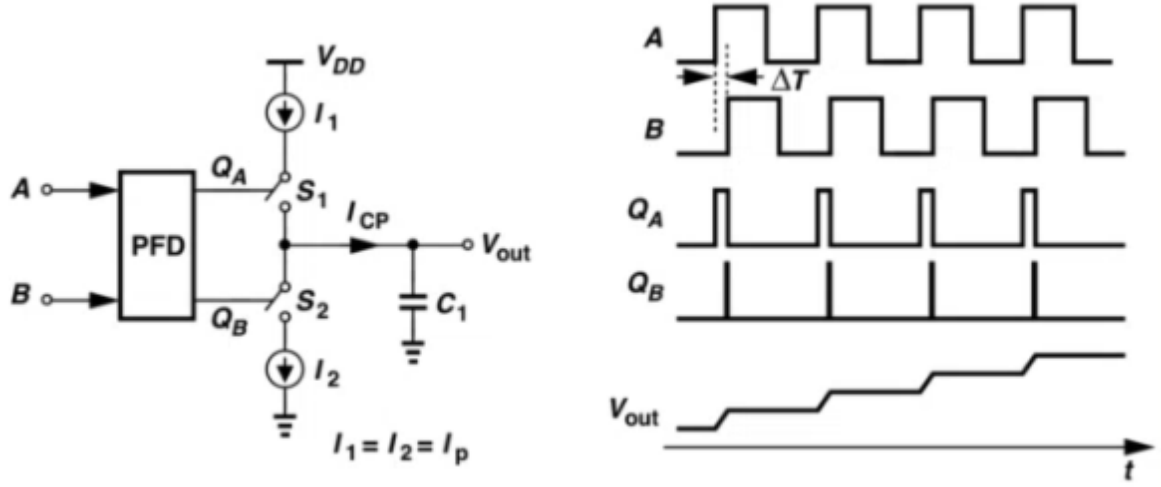 V_DD
I_1
A
Q_A
S_1
I_CP
PFD
V_out
B
Q_B
S_2
C_1
I_2
I_1 = I_2 = I_p
A
ΔT
B
Q_A
Q_B
V_out
t